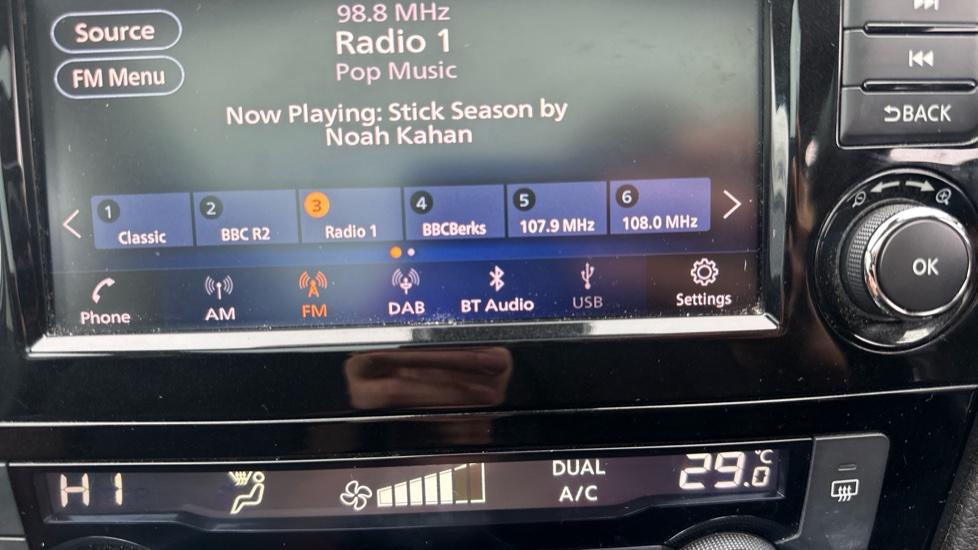 98.8 MHz
Source
Radio 1
FM Menu
Pop Music
Now Playing: Stick Season by
Noah Kahan
1 Classic
2 BBC R2
3 Radio 1
4 BBCBerks
5 107.9 MHz
6 108.0 MHz
Phone
AM
FM
DAB
BT Audio
USB
Settings
BACK
OK
HI
DUAL
A/C
29.0 °C